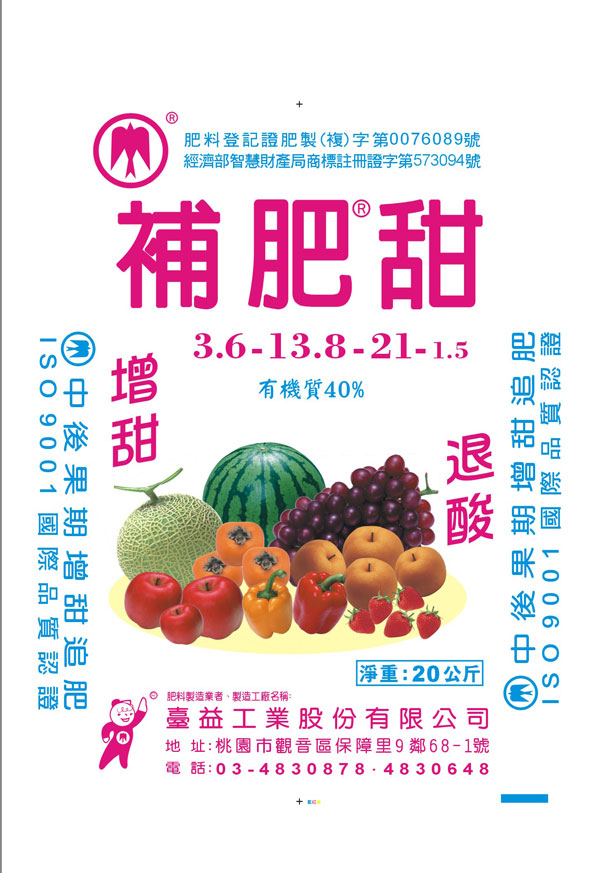 ®
肥料登記證肥製(複)字第0076089號
經濟部智慧財產局商標註冊證字第573094號
補肥®甜
3.6-13.8-21-1.5
有機質40%
增甜
退酸
中後果期增甜追肥
ISO9001國際品質認證
中後果期增甜追肥
ISO9001國際品質認證
淨重:20公斤
肥料製造業者、製造工廠名稱:
臺益工業股份有限公司
地址:桃園市觀音區保障里9鄰68-1號
電話:03-4830878·4830648